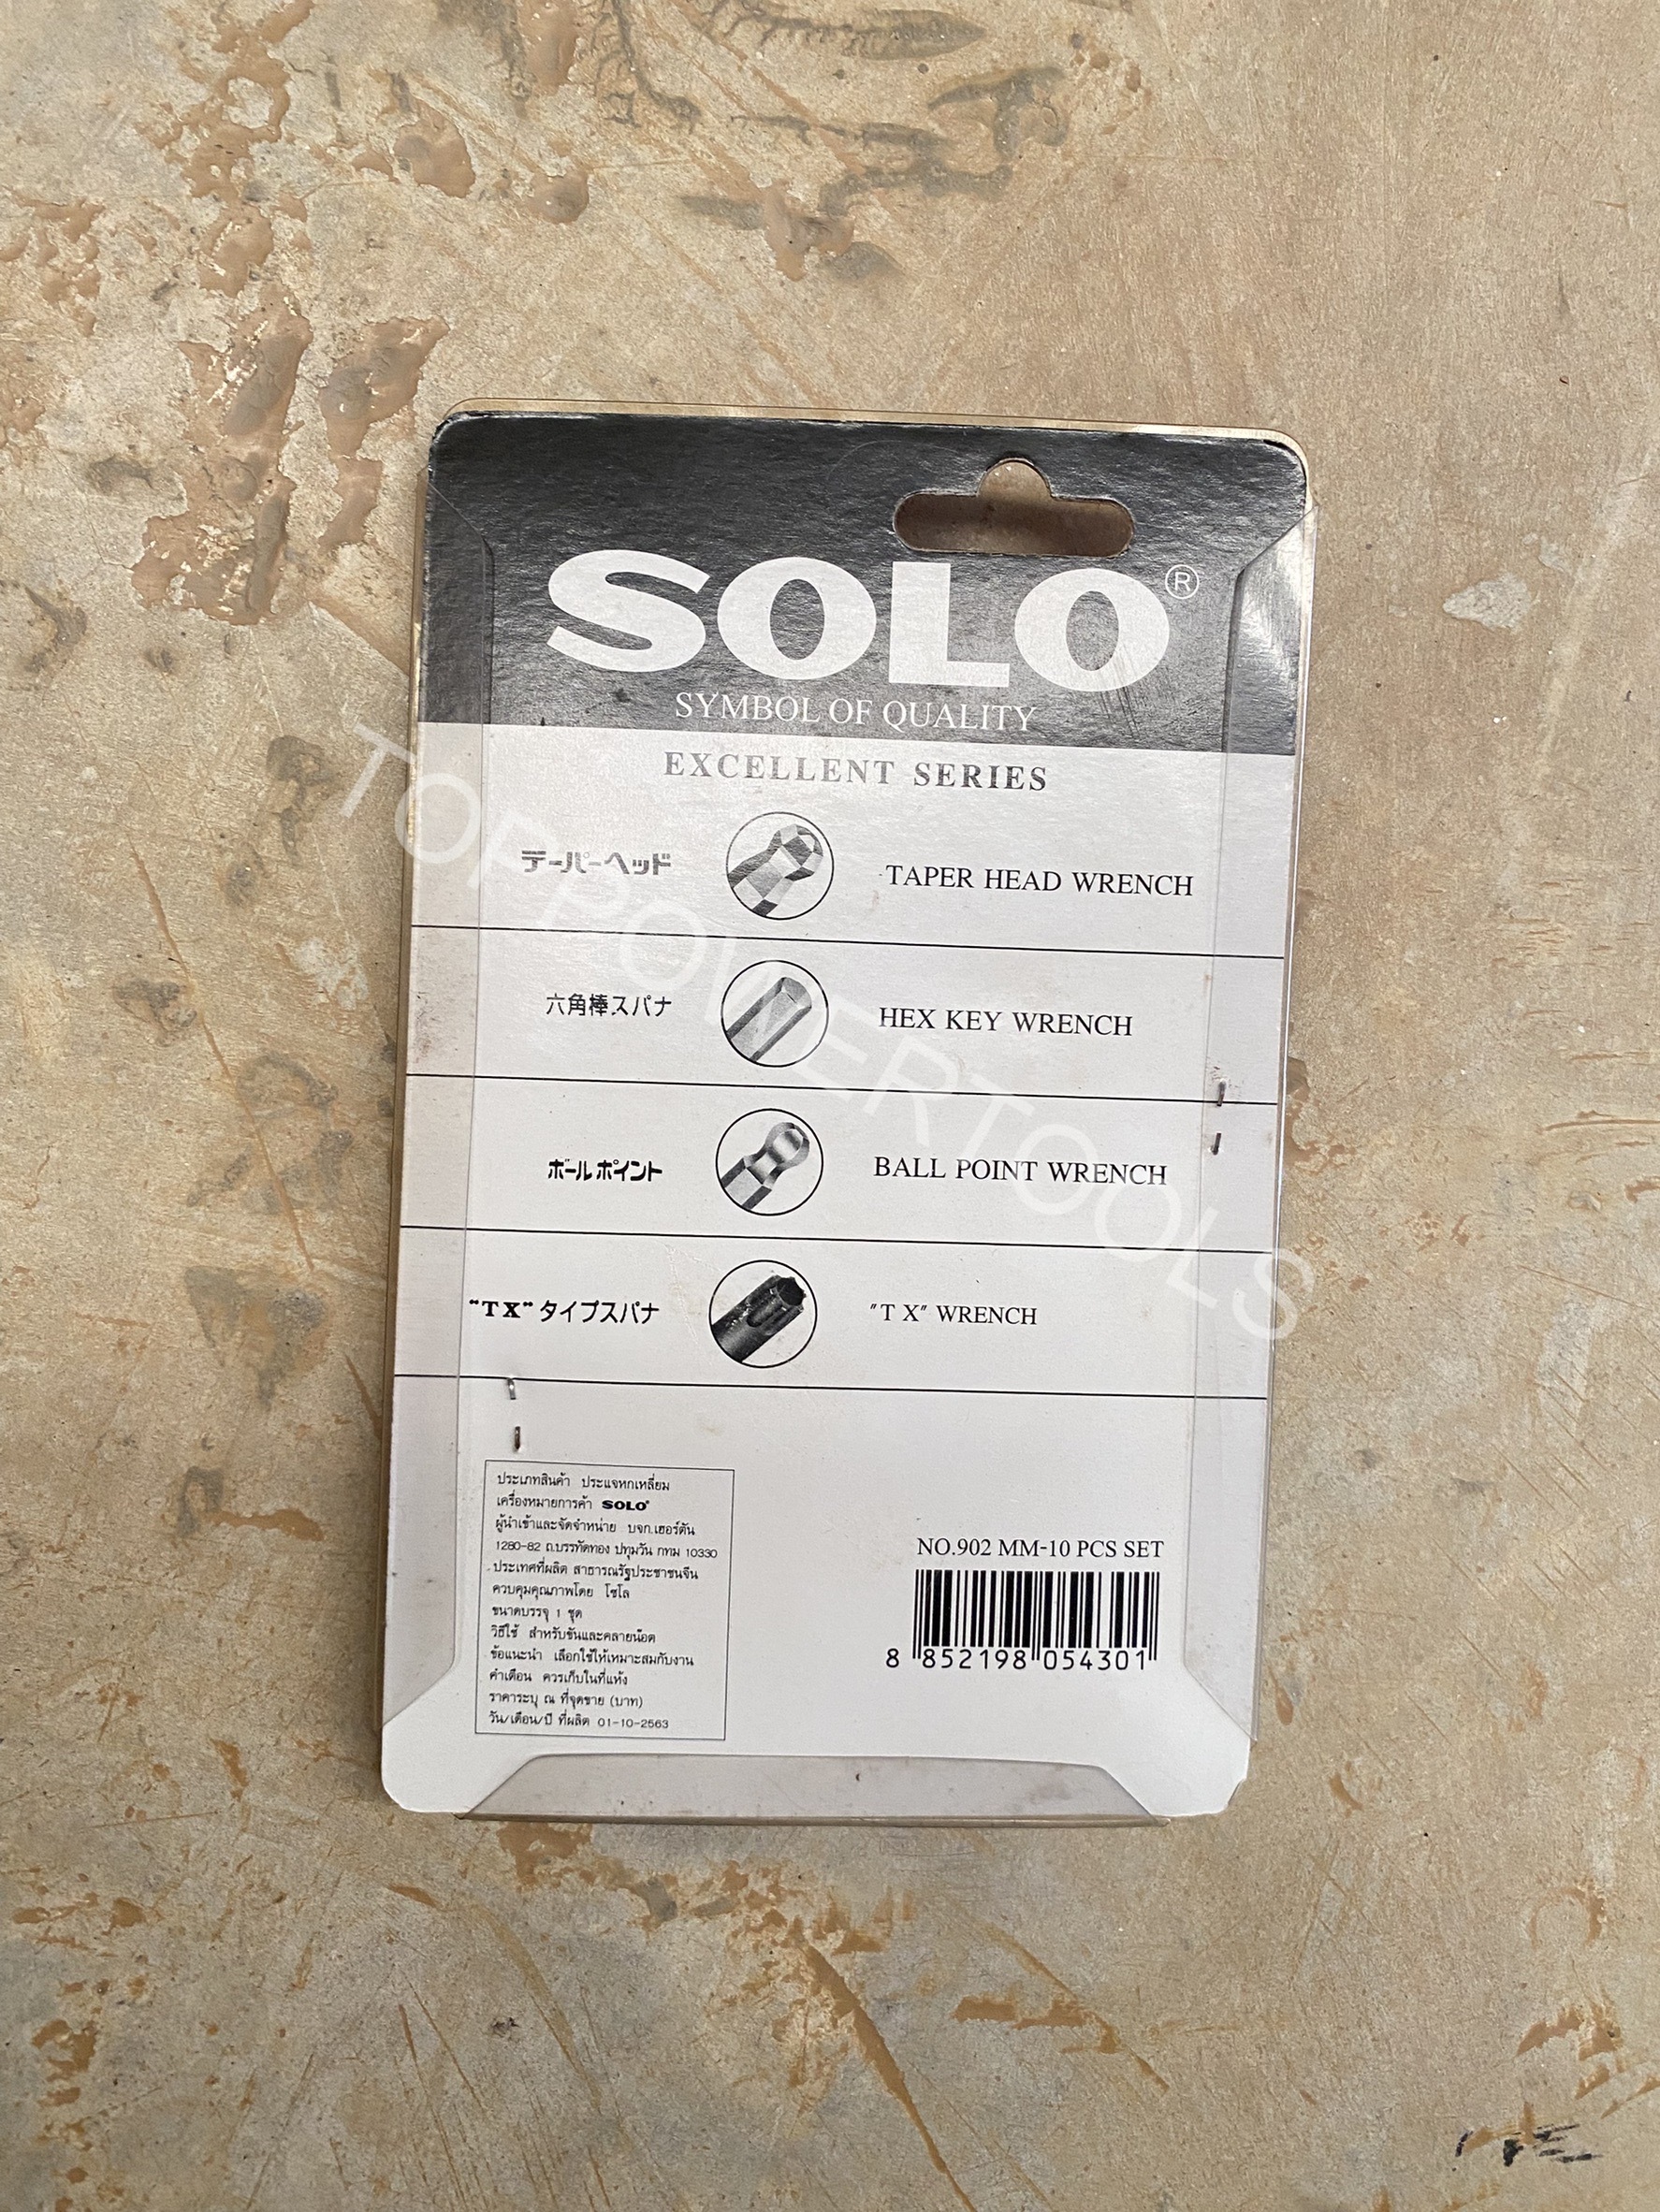 SOLO®
SYMBOL OF QUALITY
EXCELLENT SERIES
テーパーヘッド TAPER HEAD WRENCH
六角棒スパナ HEX KEY WRENCH
ボールポイント BALL POINT WRENCH
“TX” タイプスパナ "T X" WRENCH
ประเภทสินค้า ประแจหกเหลี่ยม
เครื่องหมายการค้า SOLO®
ผู้นำเข้าและจัดจำหน่าย บจก.เฮอร์ตัน
1280-82 ถ.บรรทัดทอง ปทุมวัน กทม 10330
ประเทศที่ผลิต สาธารณรัฐประชาชนจีน
ควบคุมคุณภาพโดย โซโล
ขนาดบรรจุ 1 ชุด
วิธีใช้ สำหรับขันและคลายน๊อต
ข้อแนะนำ เลือกใช้ให้เหมาะสมกับงาน
คำเตือน ควรเก็บในที่แห้ง
ราคาระบุ ณ ที่จุดขาย (บาท)
วัน/เดือน/ปี ที่ผลิต 01-10-2563
NO.902 MM-10 PCS SET
8 852198 054301
TOP POWERTOOLS